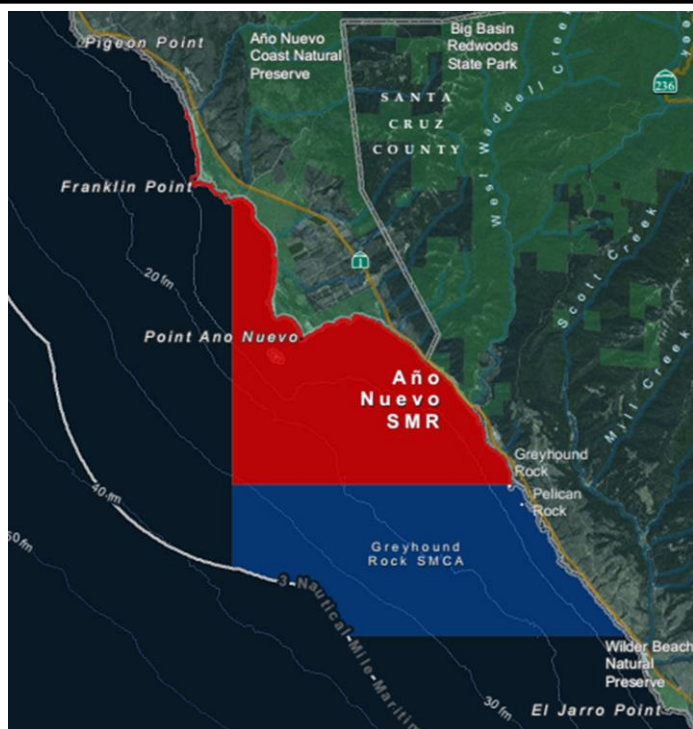 Pigeon Point
Año Nuevo
Coast Natural
Preserve
Big Basin
Redwoods
State Park
236
SANTA
CRUZ
COUNTY
West Waddell Creek
Franklin Point
1
Scott Creek
20 fm
Point Ano Nuevo
Mill Creek
Año
Nuevo
SMR
Greyhound
Rock
Pelican
Rock
40 fm
50 fm
Greyhound
Rock SMCA
3 Nautical Mile Maritim
Wilder Beach
Natural
Preserve
30 fm
El Jarro Point